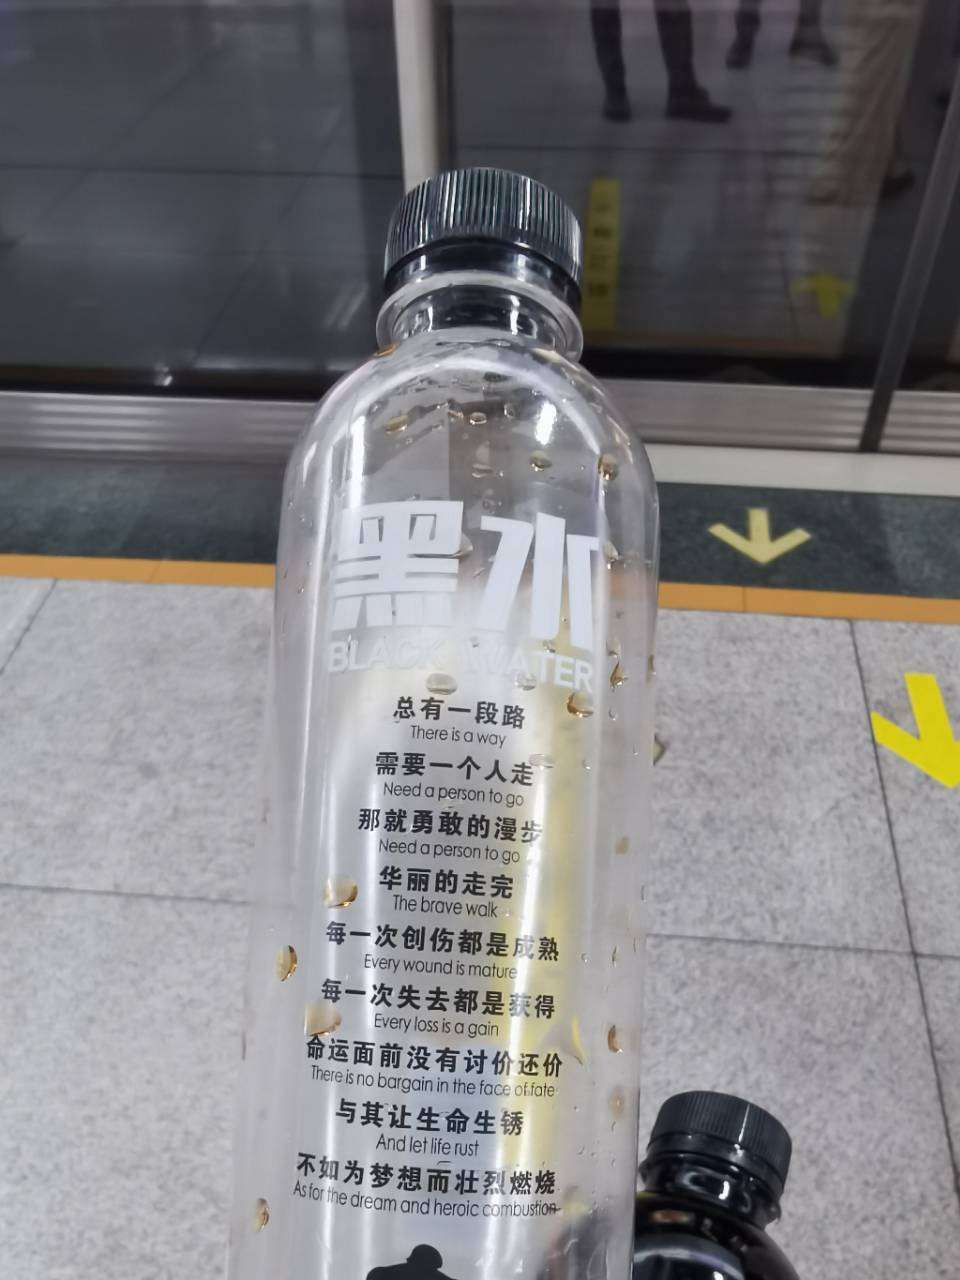 黑水
BLACK WATER
总有一段路
There is a way
需要一个人走
Need a person to go
那就勇敢的漫步
Need a person to go
华丽的走完
The brave walk
每一次创伤都是成熟
Every wound is mature
每一次失去都是获得
Every loss is a gain
命运面前没有讨价还价
There is no bargain in the face of fate
与其让生命生锈
And let life rust
不如为梦想而壮烈燃烧
As for the dream and heroic combustion